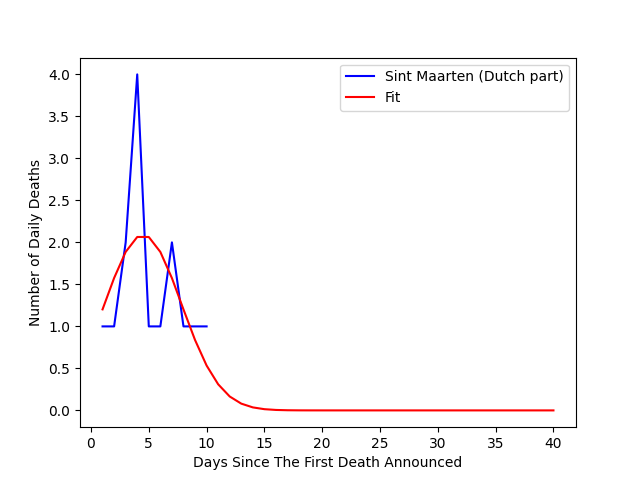 Sint Maarten (Dutch part)
Fit
4.0
3.5
3.0
2.5
2.0
1.5
1.0
0.5
0.0
Number of Daily Deaths
0 5 10 15 20 25 30 35 40
Days Since The First Death Announced